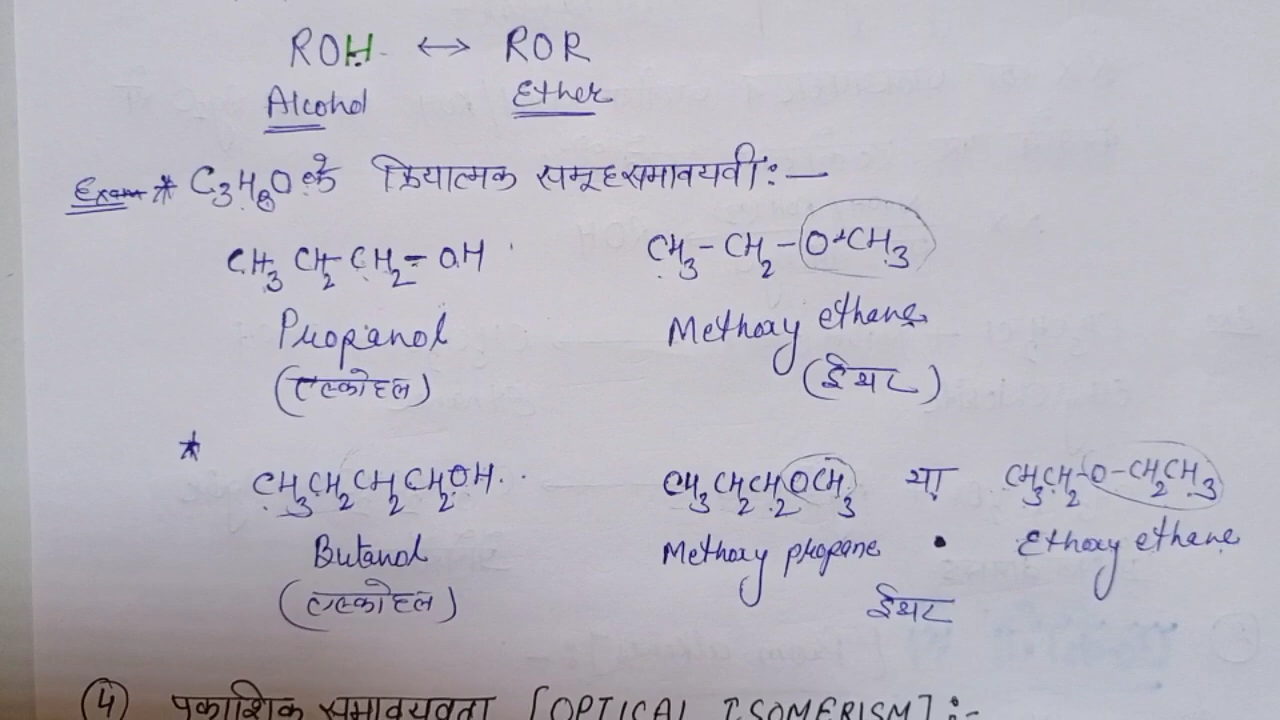 ROH ↔ ROR
Alcohol Ether
Exam * C3H8O के क्रियात्मक समूहसमावयवी:—
CH3 CH2-CH2-OH CH3-CH2-O-CH3
Propanol Methoxy ethane
(एल्कोहल) (ईथर)
* CH3CH2CH2CH2OH. CH3CH2CH2OCH3 या CH3CH2-O-CH2CH3
Butanol Methoxy propane • Ethoxy ethane
(एल्कोहल) ईथर
(4) प्रकाशिक समावयवता [OPTICAL ISOMERISM]:-